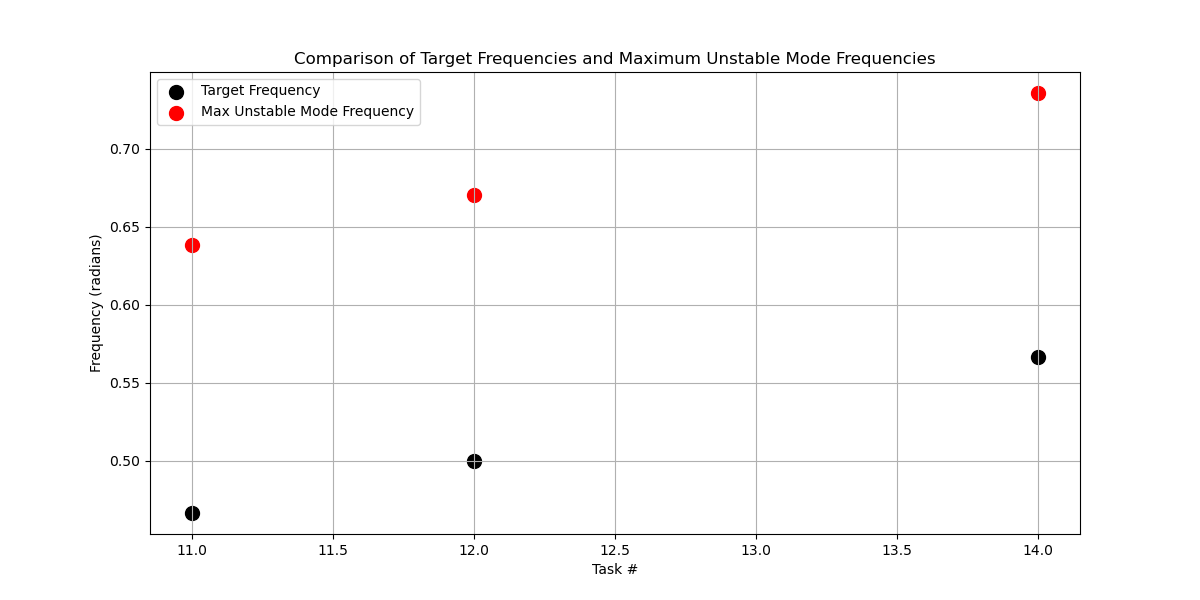 Comparison of Target Frequencies and Maximum Unstable Mode Frequencies
Target Frequency
Max Unstable Mode Frequency
Frequency (radians)
0.70
0.65
0.60
0.55
0.50
11.0
11.5
12.0
12.5
13.0
13.5
14.0
Task #